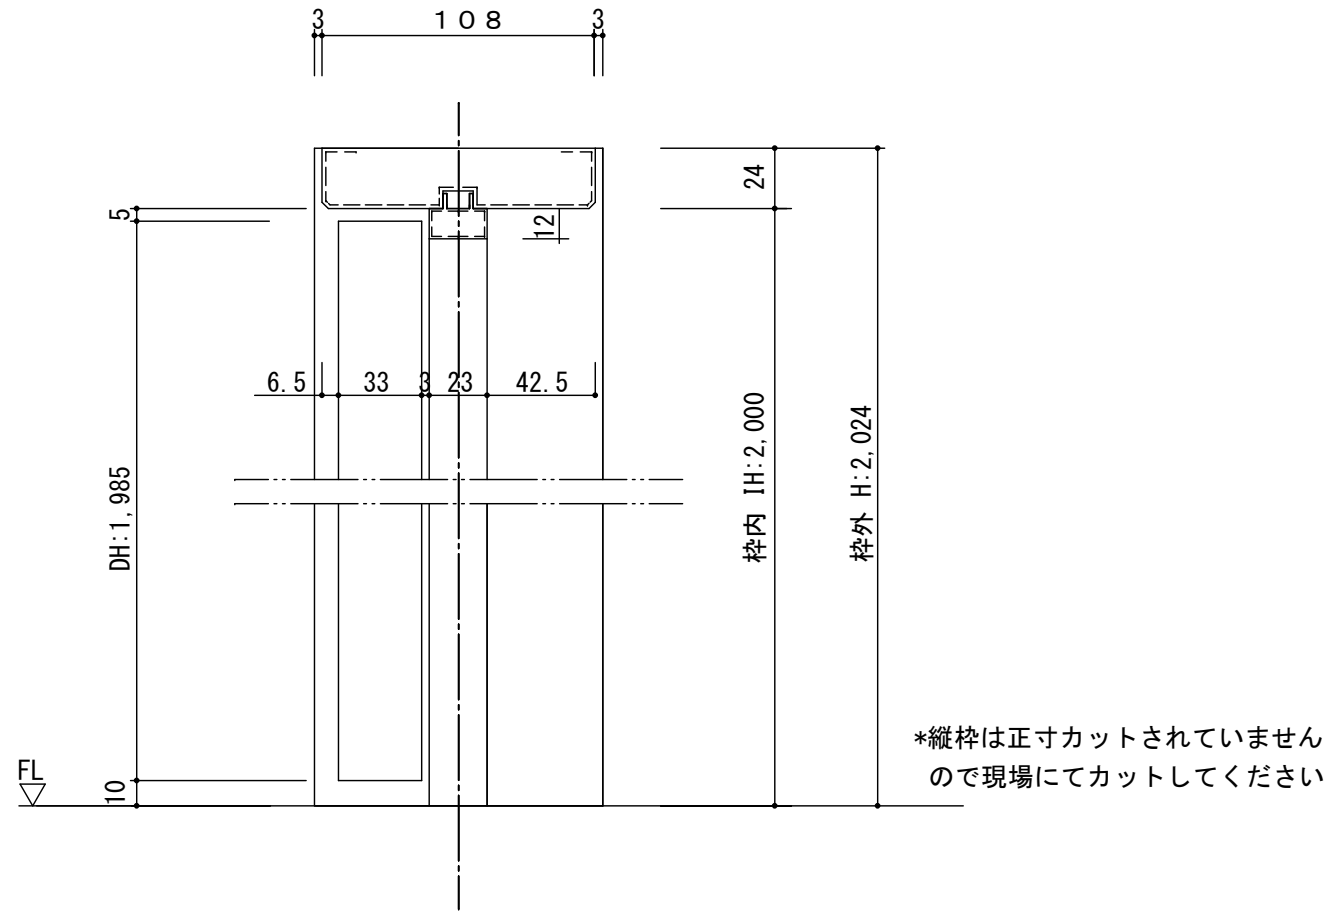 3 １０８ 3
24
5
12
6.5 33 3 23 42.5
DH:1,985
枠内 IH:2,000
枠外 H:2,024
*縦枠は正寸カットされていません
ので現場にてカットしてください
FL
10